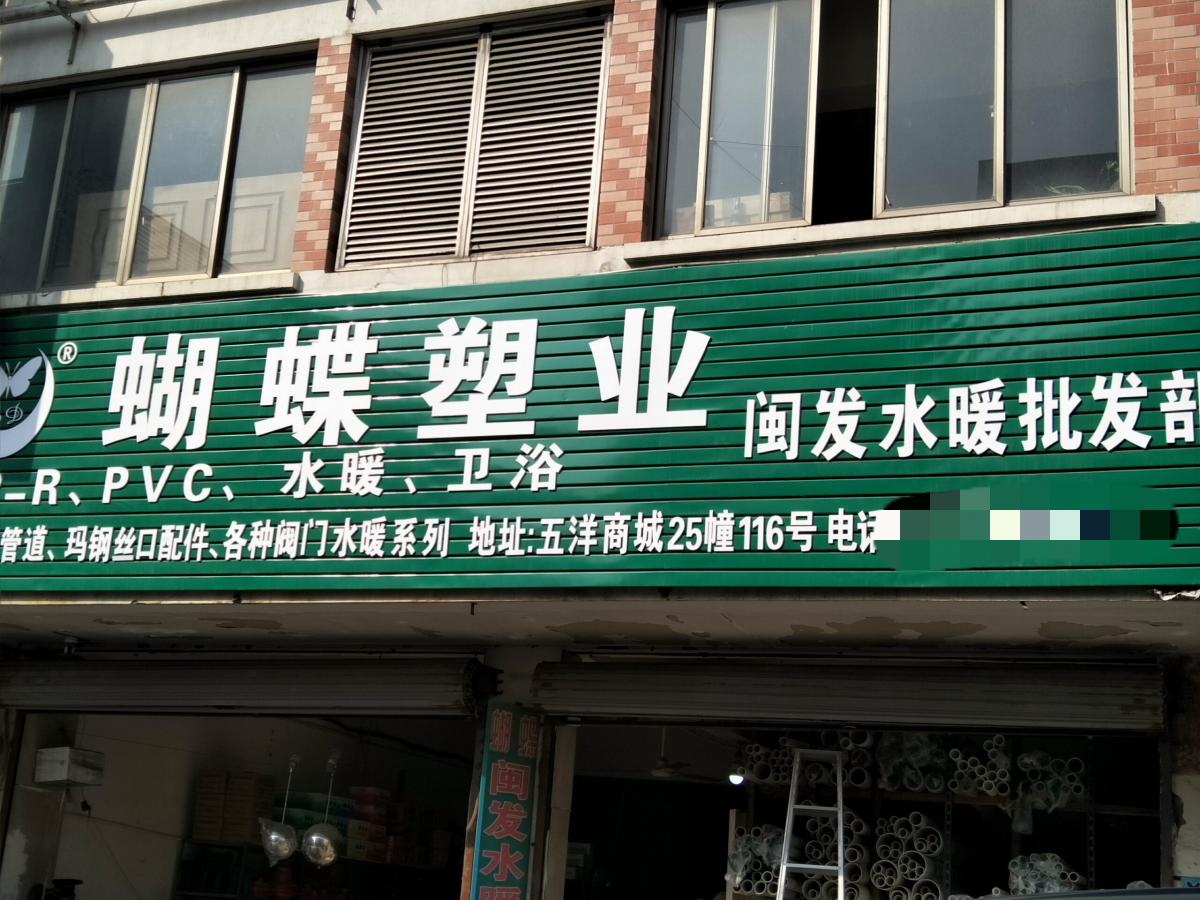 ® 蝴蝶塑业 闽发水暖批发部
P-R、PVC、水暖、卫浴
管道、玛钢丝口配件、各种阀门水暖系列 地址:五洋商城25幢116号 电话
蝴蝶
闽发水暖